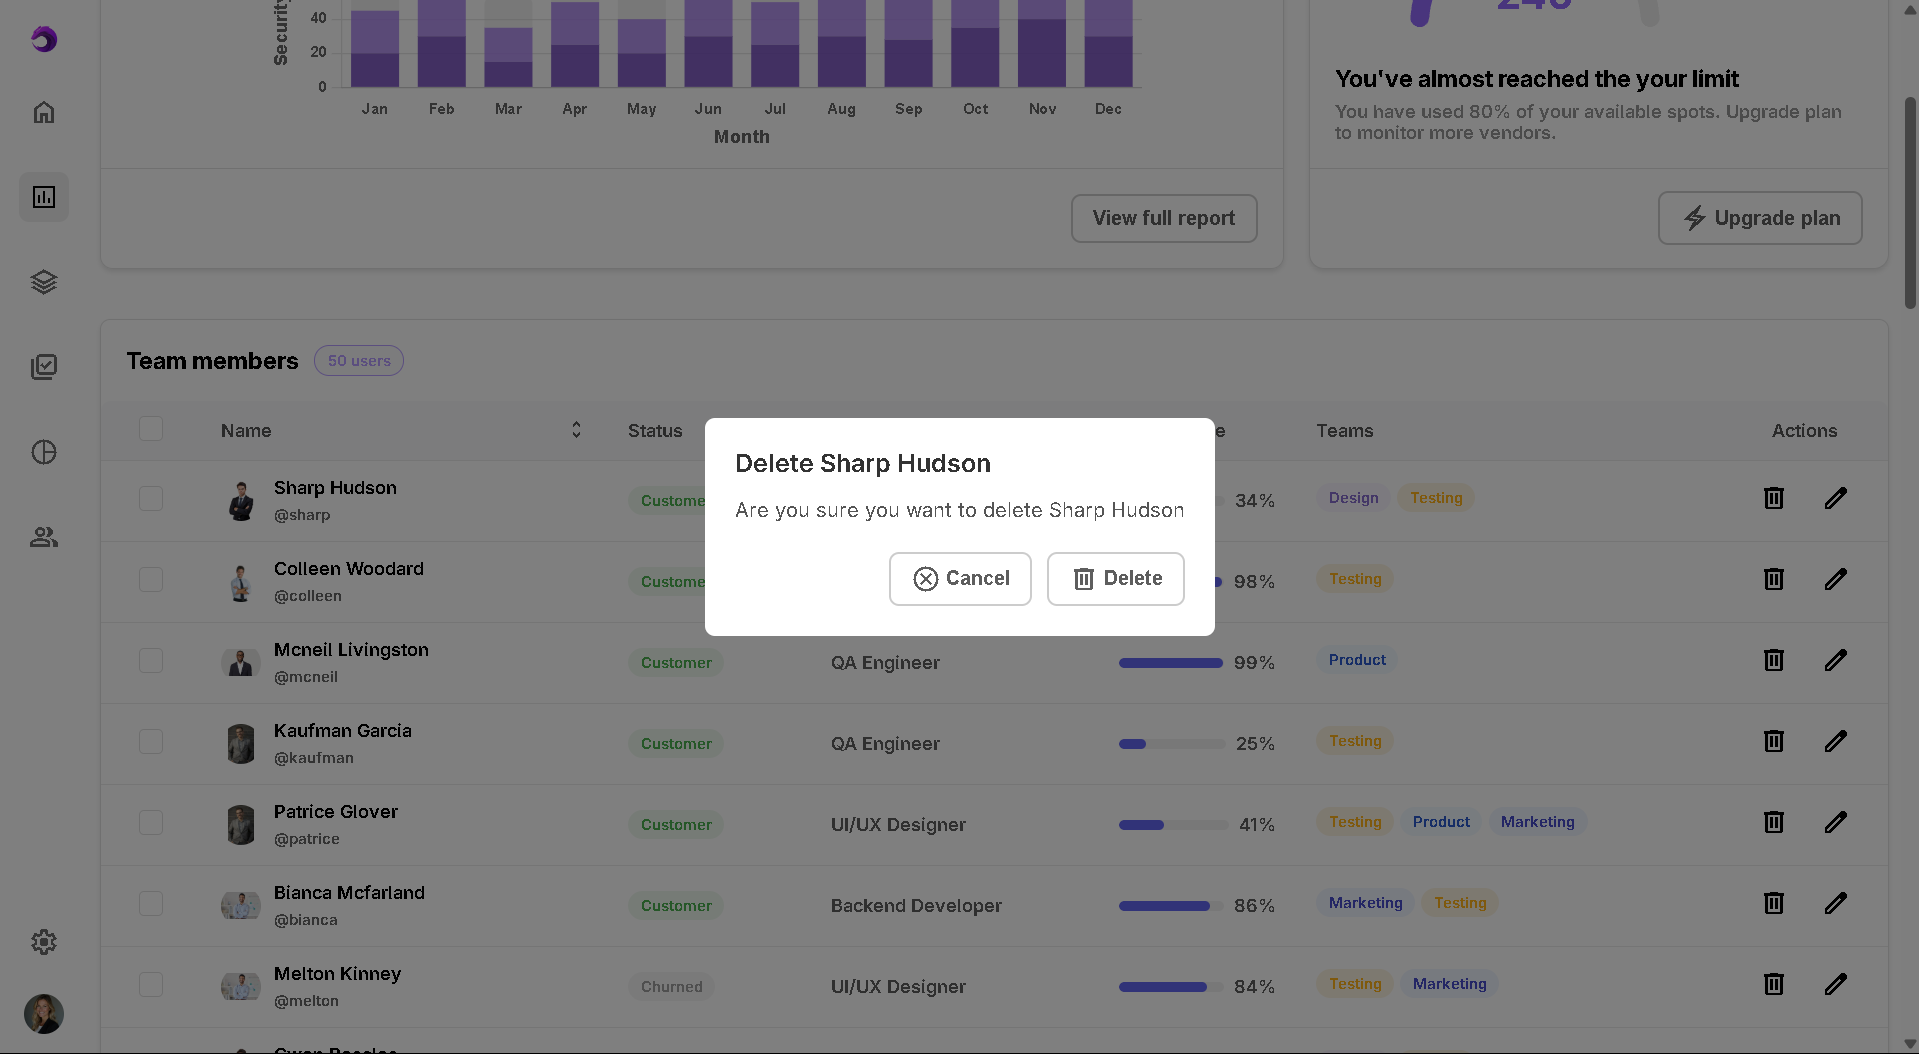 40
20
0
Security
Jan Feb Mar Apr May Jun Jul Aug Sep Oct Nov Dec
Month
View full report
You've almost reached the your limit
You have used 80% of your available spots. Upgrade plan
to monitor more vendors.
Upgrade plan
Team members 50 users
Name Status Teams Actions
Sharp Hudson
@sharp
34% Design Testing
Colleen Woodard
@colleen
98% Testing
Delete Sharp Hudson
Are you sure you want to delete Sharp Hudson
Cancel Delete
Mcneil Livingston
@mcneil
Customer QA Engineer 99% Product
Kaufman Garcia
@kaufman
Customer QA Engineer 25% Testing
Patrice Glover
@patrice
Customer UI/UX Designer 41% Testing Product Marketing
Bianca Mcfarland
@bianca
Customer Backend Developer 86% Marketing Testing
Melton Kinney
@melton
Churned UI/UX Designer 84% Testing Marketing